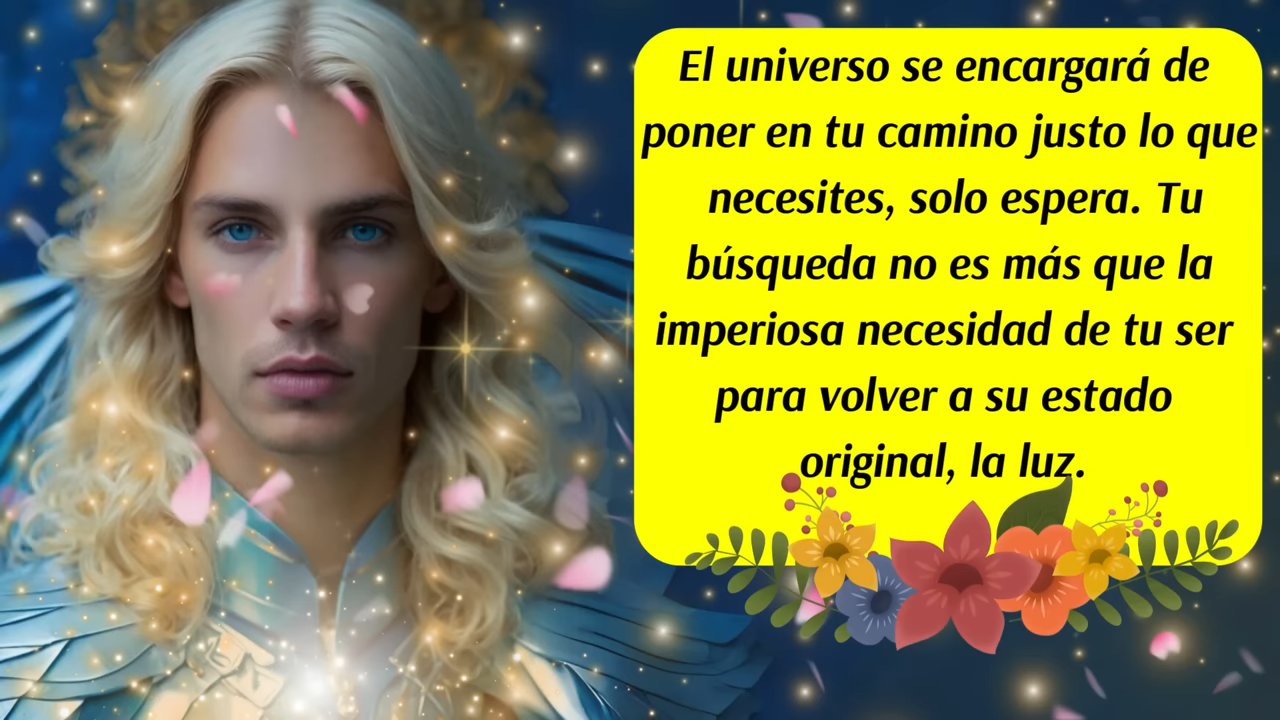 El universo se encargará de
poner en tu camino justo lo que
necesites, solo espera. Tu
búsqueda no es más que la
imperiosa necesidad de tu ser
para volver a su estado
original, la luz.